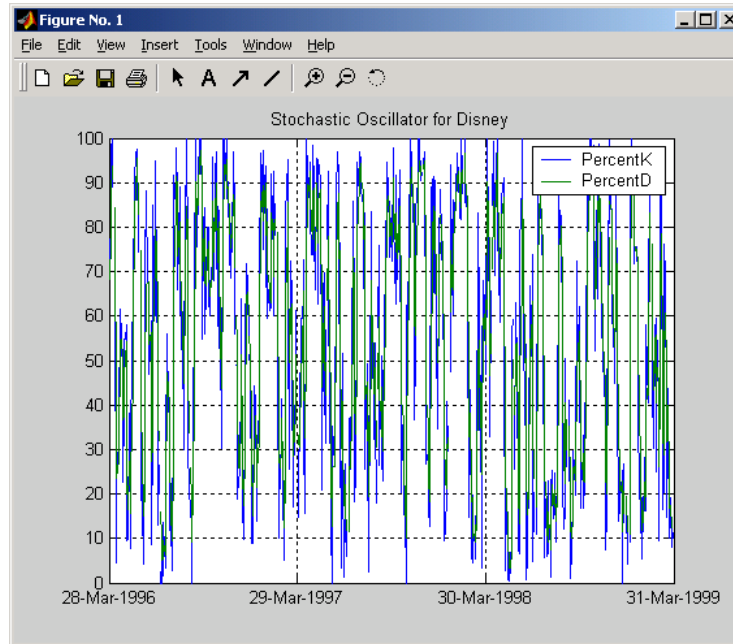 Figure No. 1
File Edit View Insert Tools Window Help
A
Stochastic Oscillator for Disney
100
90
80
70
60
50
40
30
20
10
0
PercentK
PercentD
28-Mar-1996 29-Mar-1997 30-Mar-1998 31-Mar-1999